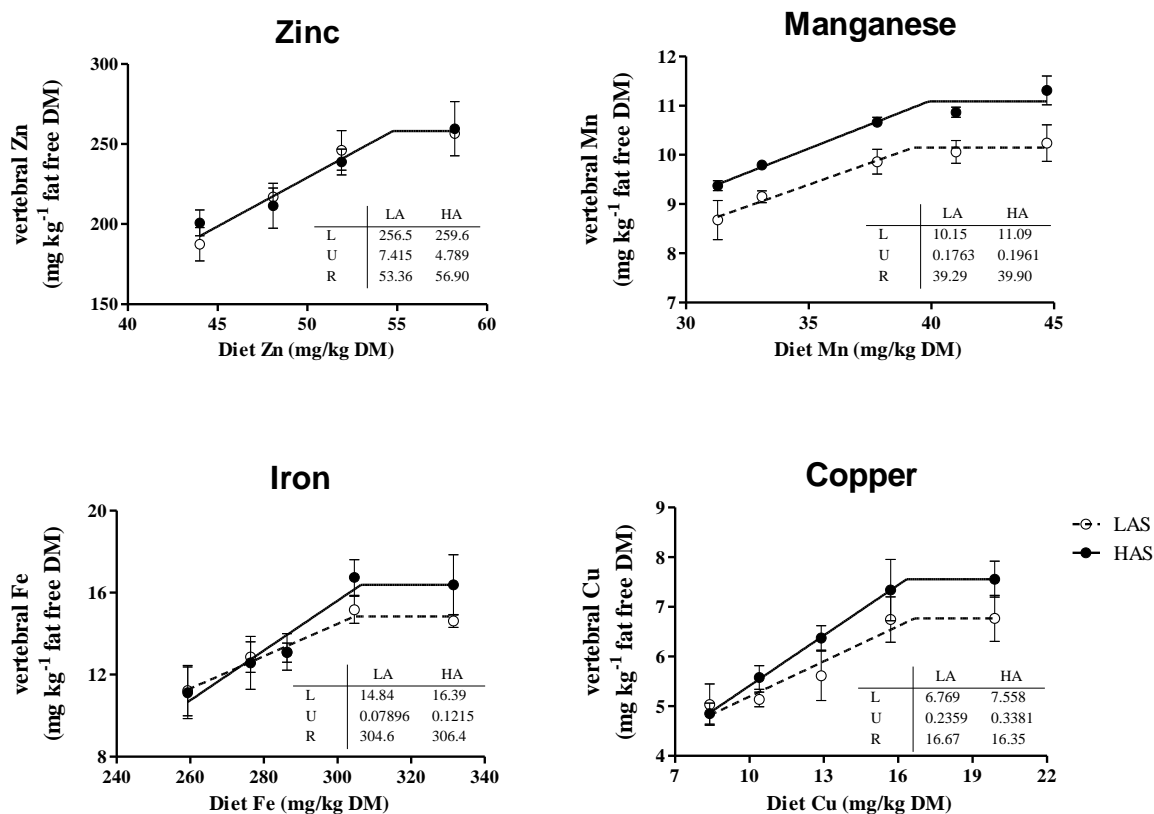 Zinc
vertebral Zn
(mg kg⁻¹ fat free DM)
300
250
200
150
40 45 50 55 60
Diet Zn (mg/kg DM)
LA HA
L 256.5 259.6
U 7.415 4.789
R 53.36 56.90
Manganese
vertebral Mn
(mg kg⁻¹ fat free DM)
12
11
10
9
8
7
30 35 40 45
Diet Mn (mg/kg DM)
LA HA
L 10.15 11.09
U 0.1763 0.1961
R 39.29 39.90
Iron
vertebral Fe
(mg kg⁻¹ fat free DM)
20
16
12
8
240 260 280 300 320 340
Diet Fe (mg/kg DM)
LA HA
L 14.84 16.39
U 0.07896 0.1215
R 304.6 306.4
Copper
vertebral Cu
(mg kg⁻¹ fat free DM)
9
8
7
6
5
4
7 10 13 16 19 22
Diet Cu (mg/kg DM)
LA HA
L 6.769 7.558
U 0.2359 0.3381
R 16.67 16.35
LAS
HAS